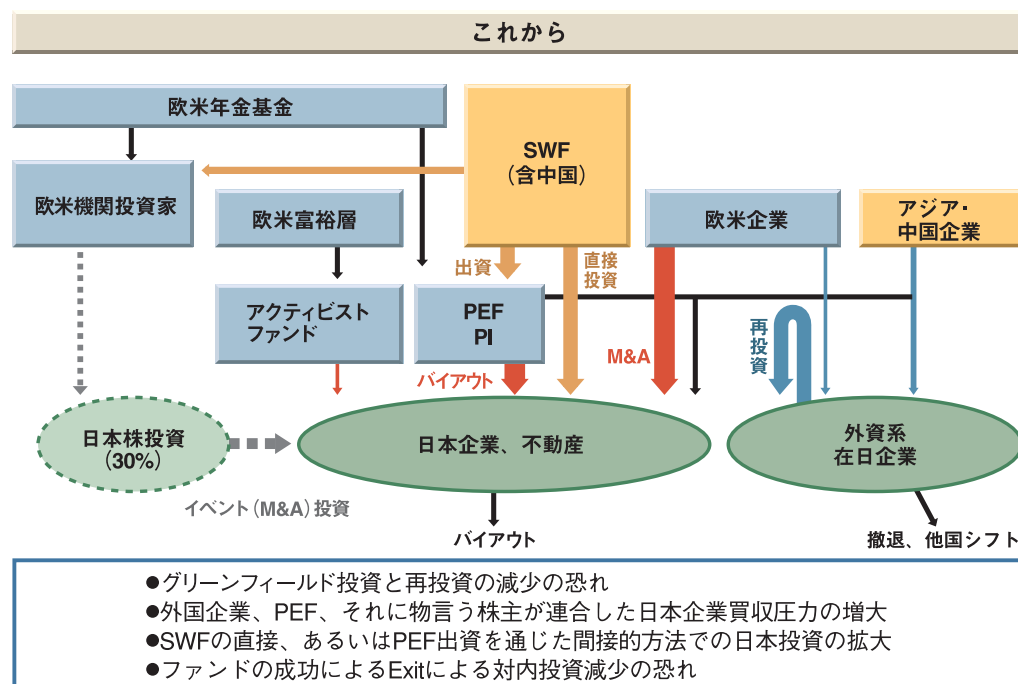 これから
欧米年金基金
SWF
(含中国)
欧米機関投資家
欧米富裕層
欧米企業
アジア・
中国企業
出資
直接
投資
アクティビスト
ファンド
PEF
PI
再投資
M&A
バイアウト
日本株投資
(30%)
日本企業、不動産
外資系
在日企業
イベント(M&A)投資
バイアウト
撤退、他国シフト
●グリーンフィールド投資と再投資の減少の恐れ
●外国企業、PEF、それに物言う株主が連合した日本企業買収圧力の増大
●SWFの直接、あるいはPEF出資を通じた間接的方法での日本投資の拡大
●ファンドの成功によるExitによる対内投資減少の恐れ